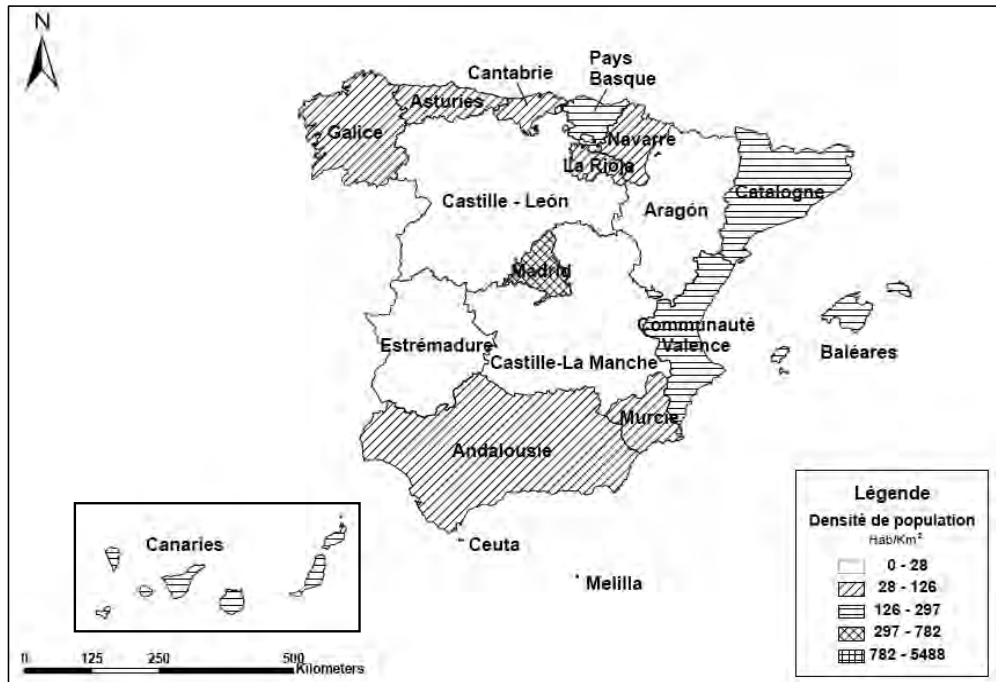 N
Pays
Basque
Cantabrie
Asturies
Galice
Navarre
La Rioja
Castille - León
Aragón
Catalogne
Madrid
Communauté
Valence
Baléares
Estrémadure
Castille-La Manche
Murcie
Andalousie
Ceuta
Melilla
Canaries
Légende
Densité de population
Hab/Km²
0 - 28
28 - 126
126 - 297
297 - 782
782 - 5488
0 125 250 500
Kilometers